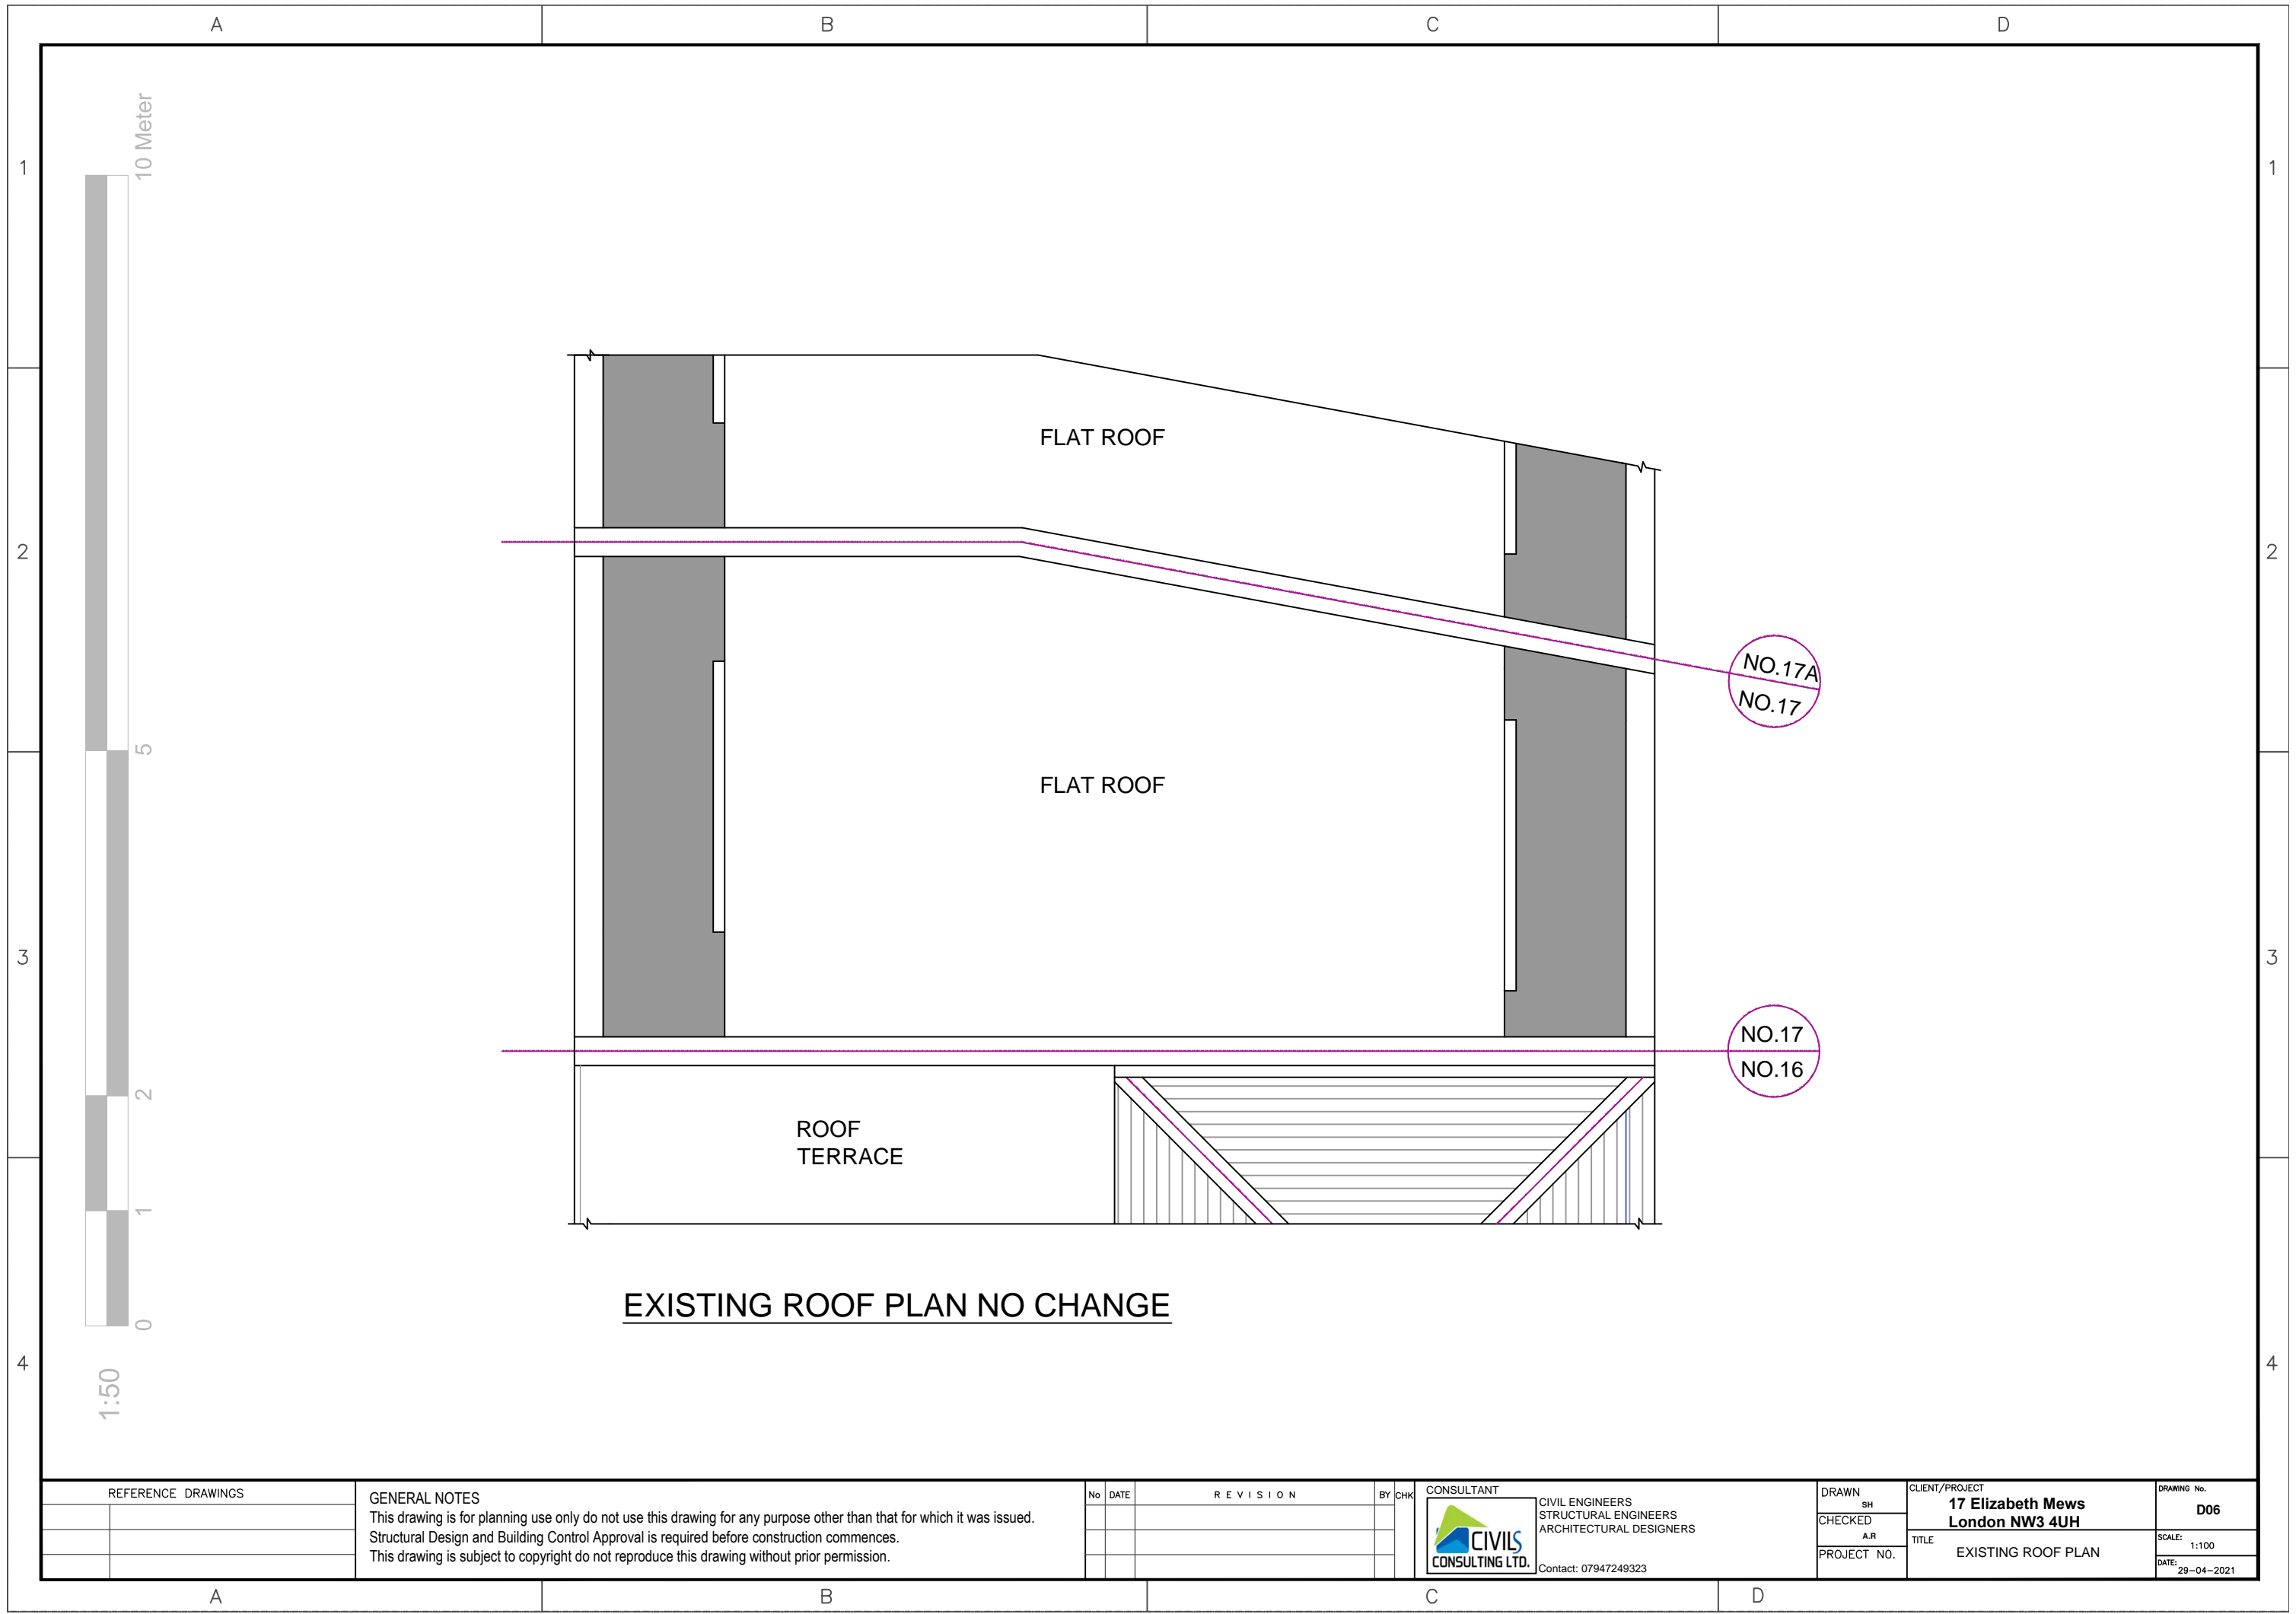 A
B
C
D
1
1
10 Meter
FLAT ROOF
2
2
NO.17A
NO.17
5
FLAT ROOF
3
3
NO.17
NO.16
2
ROOF
TERRACE
1
0
EXISTING ROOF PLAN NO CHANGE
4
4
1:50
REFERENCE DRAWINGS
GENERAL NOTES
This drawing is for planning use only do not use this drawing for any purpose other than that for which it was issued.
Structural Design and Building Control Approval is required before construction commences.
This drawing is subject to copyright do not reproduce this drawing without prior permission.
No DATE REVISION BY CHK
CONSULTANT
CIVILS
CONSULTING LTD.
CIVIL ENGINEERS
STRUCTURAL ENGINEERS
ARCHITECTURAL DESIGNERS
Contact: 07947249323
DRAWN
SH
CHECKED
A.R
PROJECT NO.
CLIENT/PROJECT
17 Elizabeth Mews
London NW3 4UH
TITLE
EXISTING ROOF PLAN
DRAWING No.
D06
SCALE:
1:100
DATE:
29-04-2021
A
B
C
D